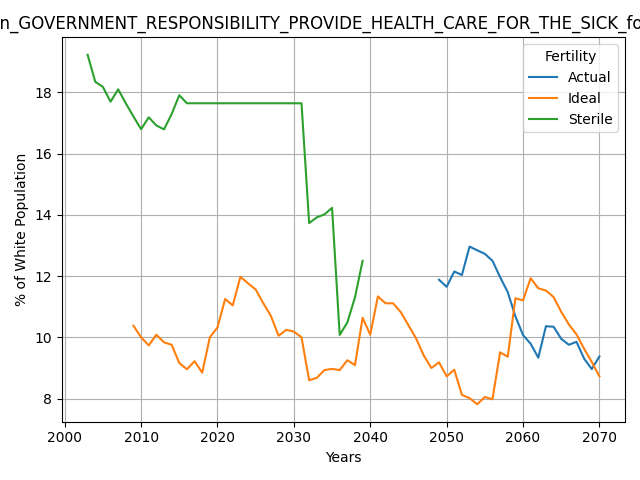 n_GOVERNMENT_RESPONSIBILITY_PROVIDE_HEALTH_CARE_FOR_THE_SICK_fo
Fertility
Actual
Ideal
Sterile
% of White Population
18
16
14
12
10
8
2000 2010 2020 2030 2040 2050 2060 2070
Years